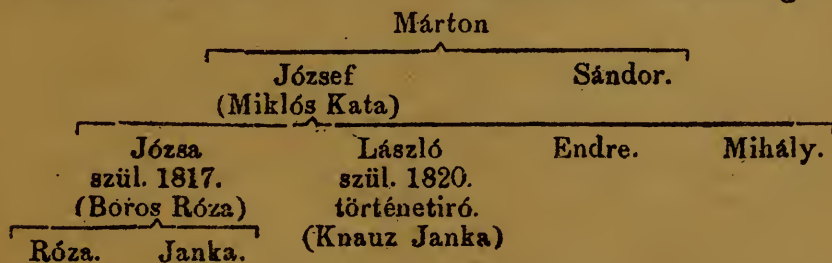 Márton
József Sándor.
(Miklós Kata)
Józsa László Endre. Mihály.
szül. 1817. szül. 1820.
(Boros Róza) történetiró.
Róza. Janka. (Knauz Janka)